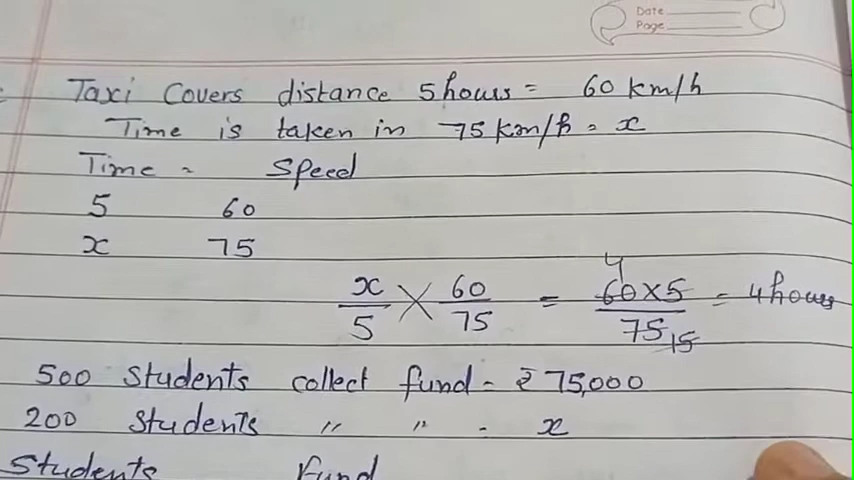 Date
Page
Taxi Covers distance 5 hours = 60 km/h
Time is taken in 75 km/h = x
Time = Speed
5 60
x 75
x/5 × 60/75 = 4 60×5/75 15 = 4 hours
500 Students collect fund = ₹ 75,000
200 Students " " - x
Students Fund